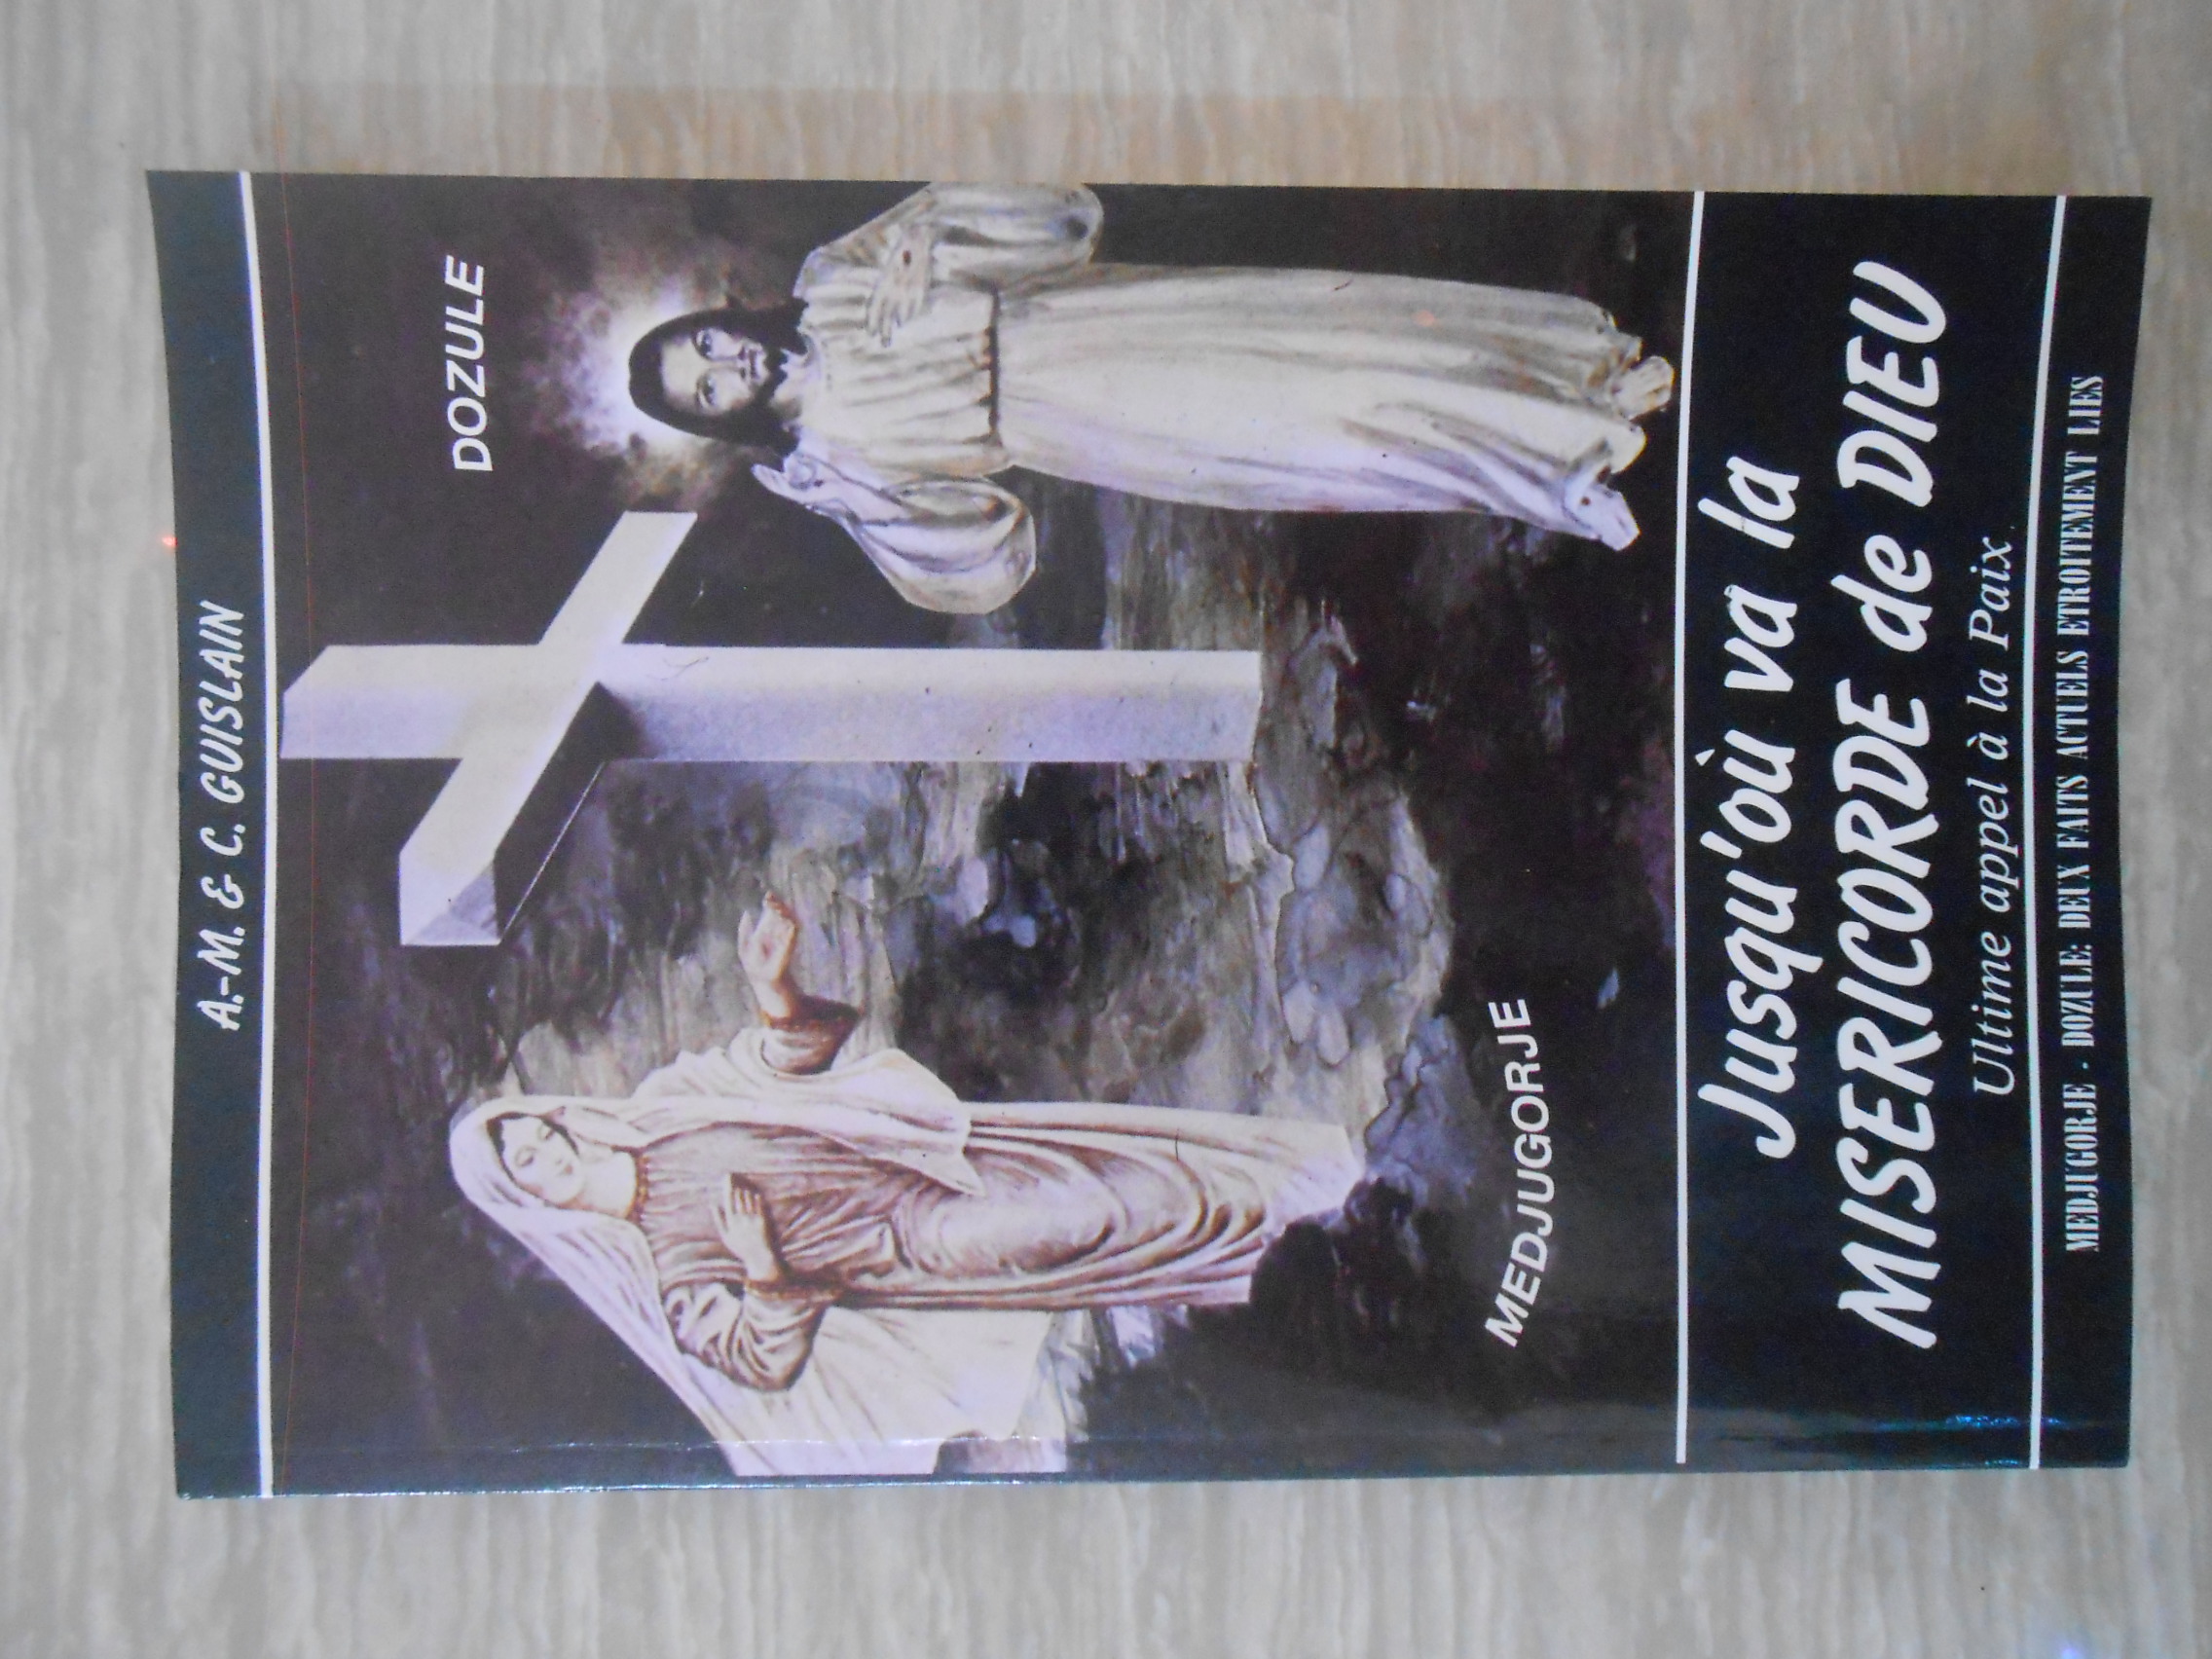 A.-M. & C. GUISLAIN
DOZULE
MEDJUGORJE
Jusqu'où va la
MISERICORDE de DIEU
Ultime appel à la Paix
MEDJUGORJE - DOZULE: DEUX FAITS ACTUELS ETROITEMENT LIES